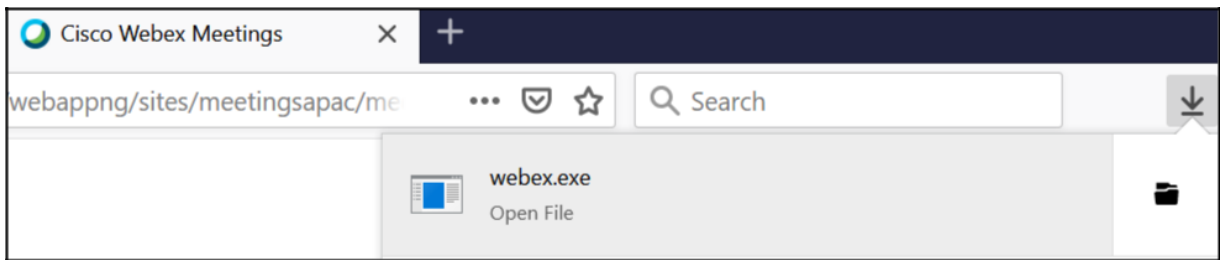 Cisco Webex Meetings
/webappng/sites/meetingsapac/me
Search
webex.exe
Open File